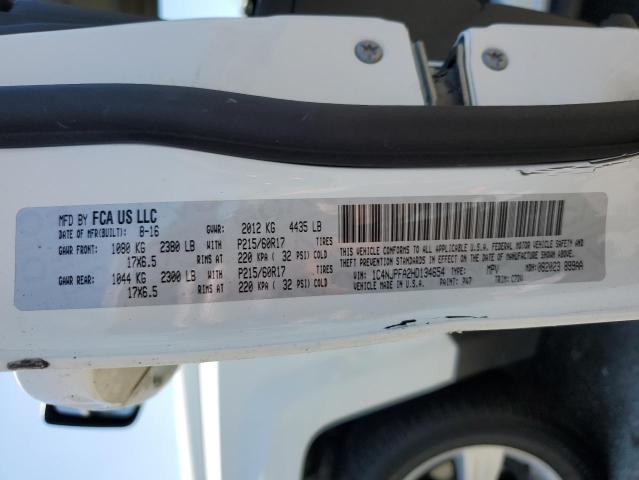 MFD BY FCA US LLC
DATE OF MFR(BUILT): 8-16 GVWR: 2012 KG 4435 LB
GAWR FRONT: 1080 KG 2380 LB WITH P215/60R17 TIRES
17X6.5 RIMS AT 220 KPA ( 32 PSI) COLD
GAWR REAR: 1044 KG 2300 LB WITH P215/60R17 TIRES
17X6.5 RIMS AT 220 KPA ( 32 PSI) COLD
THIS VEHICLE CONFORMS TO ALL APPLICABLE U.S.A. FEDERAL MOTOR VEHICLE SAFETY AND
THEFT PREVENTION STANDARDS IN EFFECT ON THE DATE OF MANUFACTURE SHOWN ABOVE.
VIN: 1C4NJPFA2HD134654 TYPE: MPV MDH:
VEHICLE MADE IN U.S.A. PAINT: PW7 TRIM: